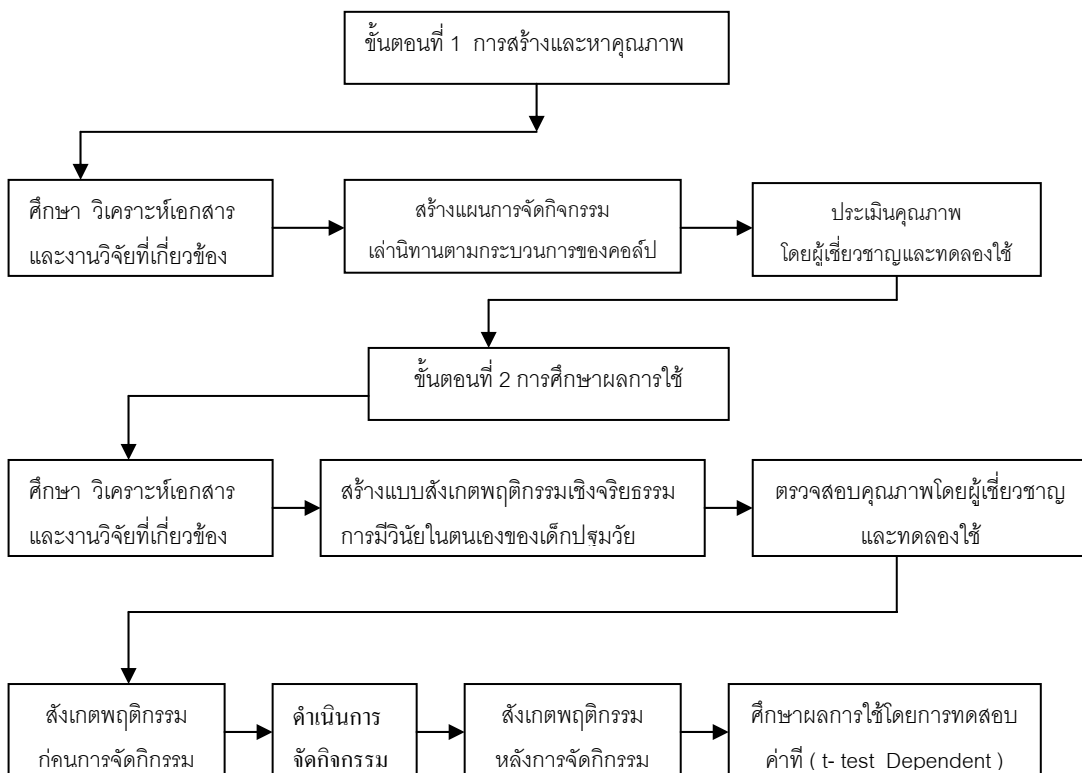 ขั้นตอนที่ 1 การสร้างและหาคุณภาพ
ศึกษา วิเคราะห์เอกสาร
และงานวิจัยที่เกี่ยวข้อง
สร้างแผนการจัดกิจกรรม
เล่านิทานตามกระบวนการของคอล์ป
ประเมินคุณภาพ
โดยผู้เชี่ยวชาญและทดลองใช้
ขั้นตอนที่ 2 การศึกษาผลการใช้
ศึกษา วิเคราะห์เอกสาร
และงานวิจัยที่เกี่ยวข้อง
สร้างแบบสังเกตพฤติกรรมเชิงจริยธรรม
การมีวินัยในตนเองของเด็กปฐมวัย
ตรวจสอบคุณภาพโดยผู้เชี่ยวชาญ
และทดลองใช้
สังเกตพฤติกรรม
ก่อนการจัดกิกรรม
ดำเนินการ
จัดกิจกรรม
สังเกตพฤติกรรม
หลังการจัดกิกรรม
ศึกษาผลการใช้โดยการทดสอบ
ค่าที ( t- test Dependent )